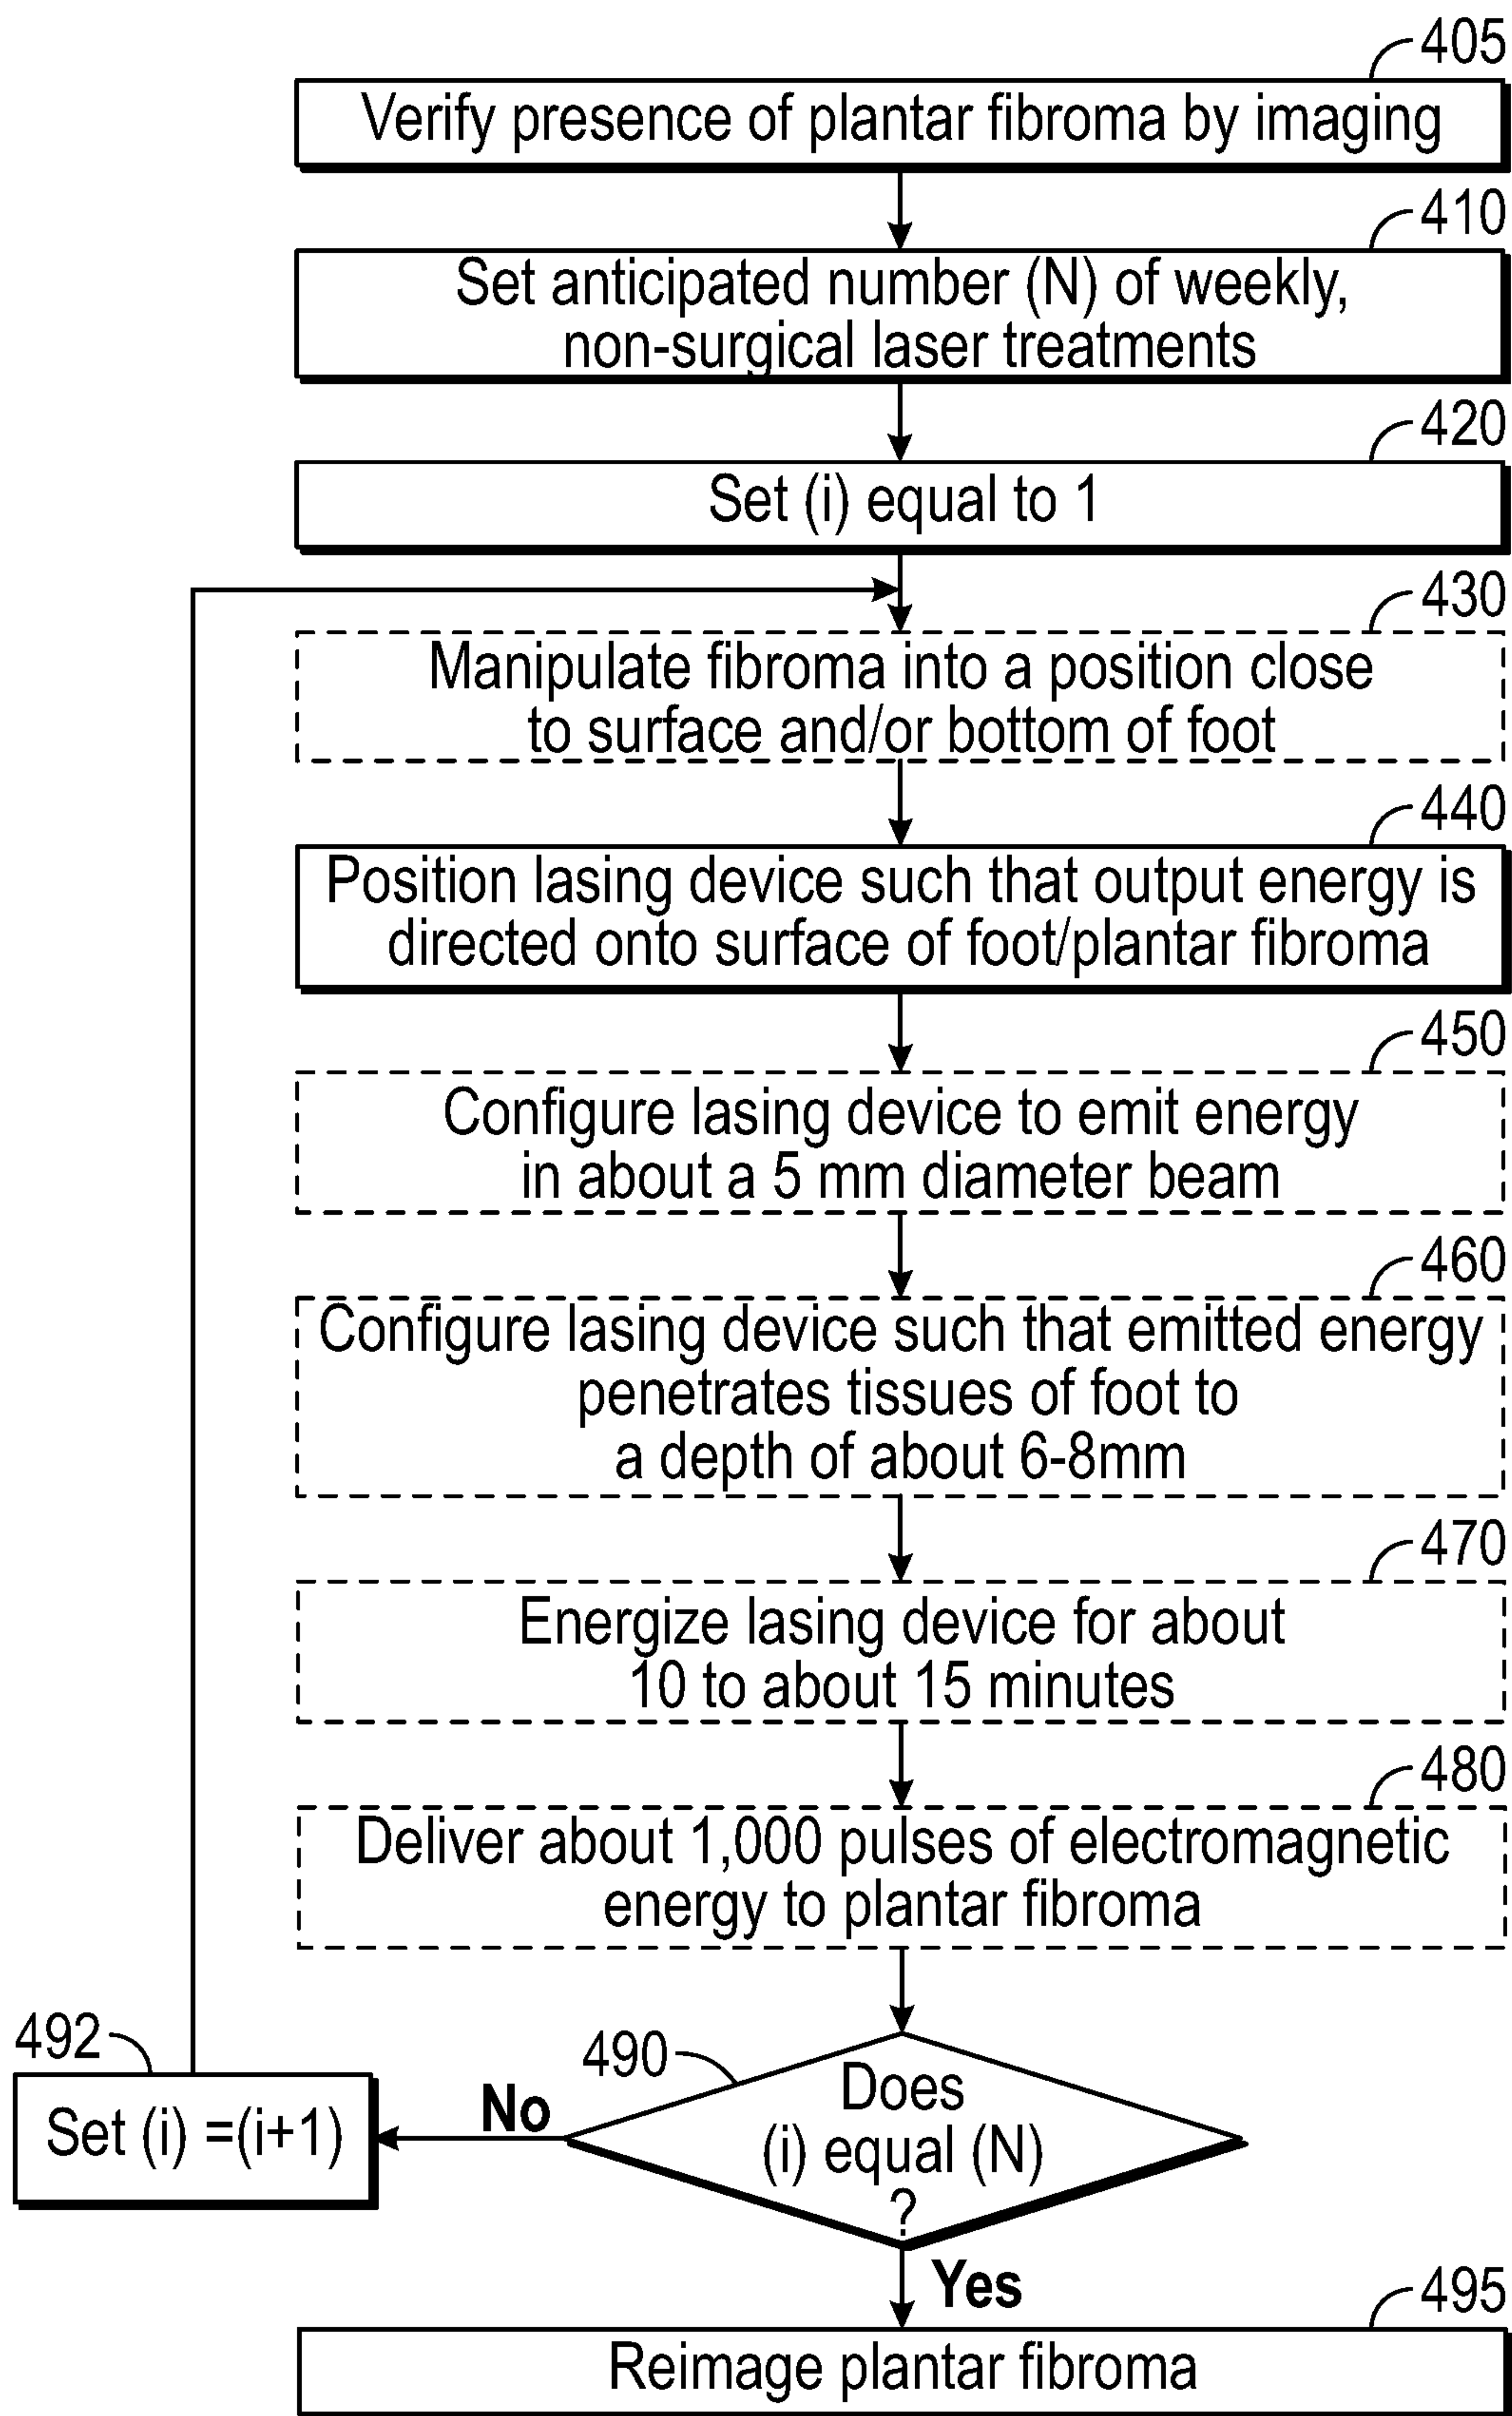 405
Verify presence of plantar fibroma by imaging
410
Set anticipated number (N) of weekly,
non-surgical laser treatments
420
Set (i) equal to 1
430
Manipulate fibroma into a position close
to surface and/or bottom of foot
440
Position lasing device such that output energy is
directed onto surface of foot/plantar fibroma
450
Configure lasing device to emit energy
in about a 5 mm diameter beam
460
Configure lasing device such that emitted energy
penetrates tissues of foot to
a depth of about 6-8mm
470
Energize lasing device for about
10 to about 15 minutes
480
Deliver about 1,000 pulses of electromagnetic
energy to plantar fibroma
490
Does
(i) equal (N)
?
No
492
Set (i) =(i+1)
Yes
495
Reimage plantar fibroma